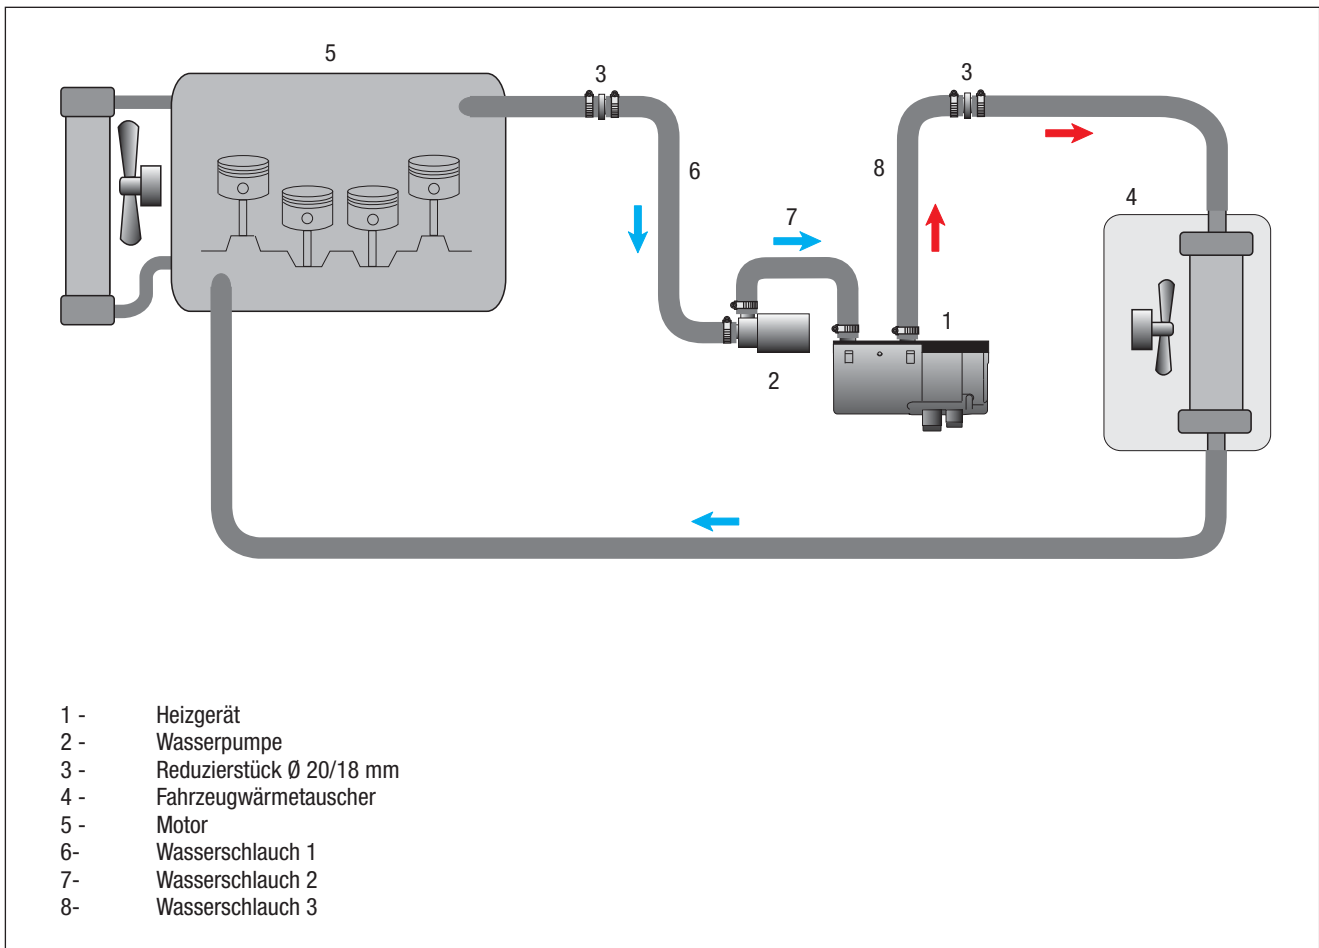 5
3
3
6
8
4
7
1
2
1 - Heizgerät
2 - Wasserpumpe
3 - Reduzierstück Ø 20/18 mm
4 - Fahrzeugwärmetauscher
5 - Motor
6- Wasserschlauch 1
7- Wasserschlauch 2
8- Wasserschlauch 3